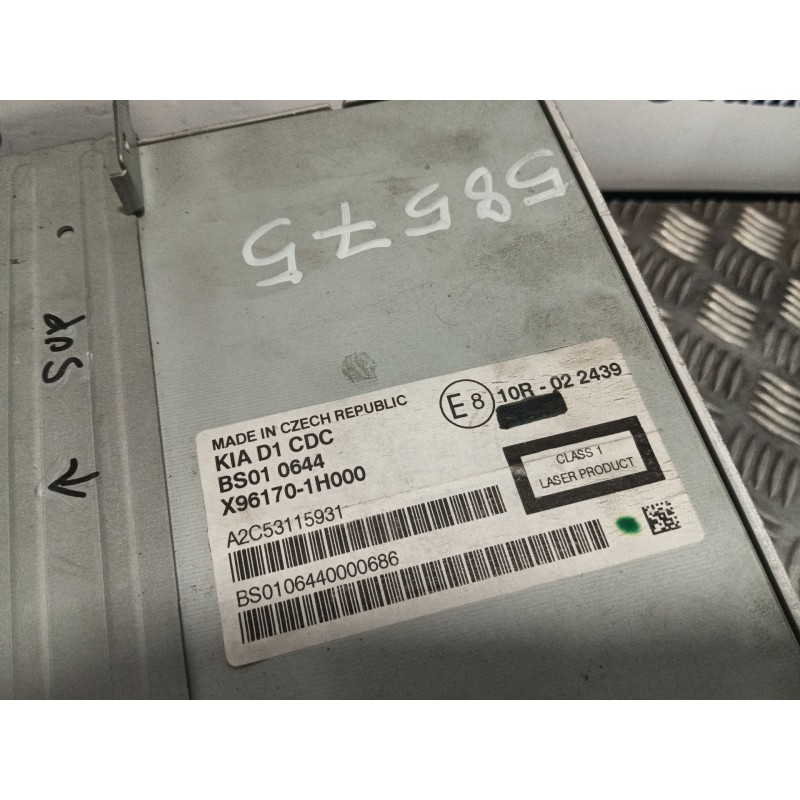 58575
MADE IN CZECH REPUBLIC
KIA D1 CDC
BS01 0644
X96170-1H000
E8
10R - 02 2439
CLASS 1
LASER PRODUCT
A2C53115931
BS0106440000686